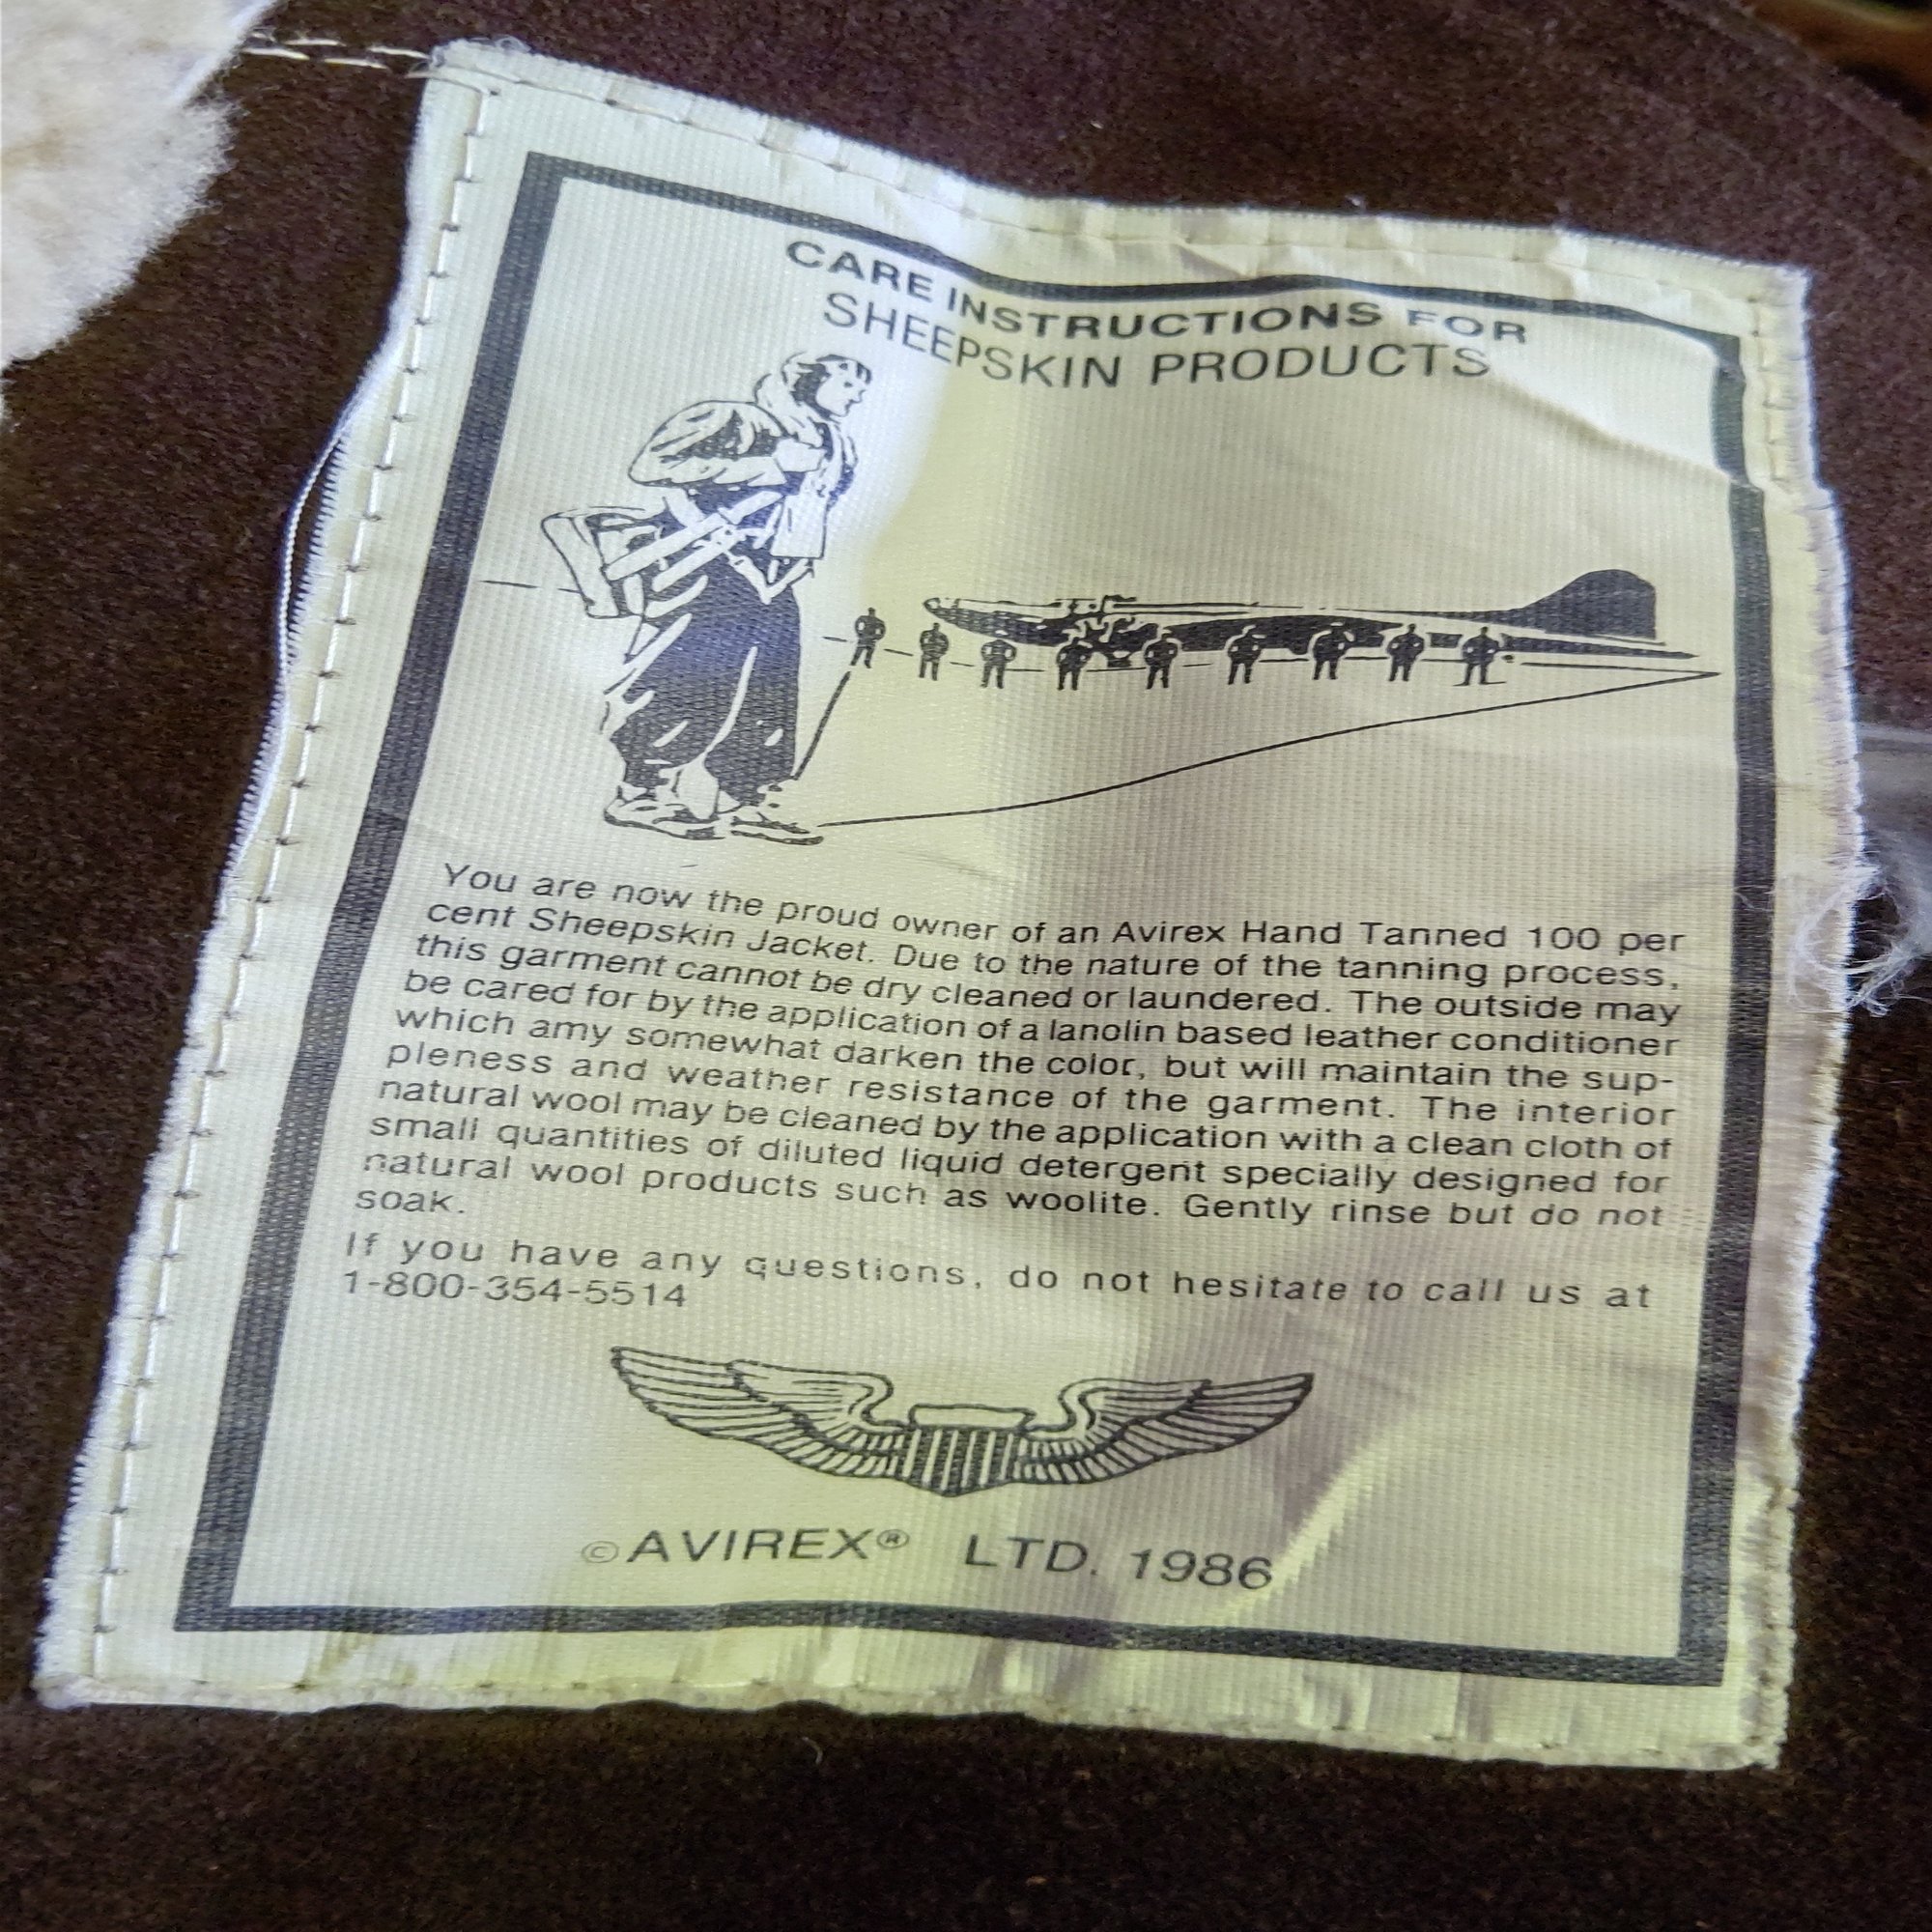 CARE INSTRUCTIONS FOR
SHEEPSKIN PRODUCTS
You are now the proud owner of an Avirex Hand Tanned 100 per
cent Sheepskin Jacket. Due to the nature of the tanning process,
this garment cannot be dry cleaned or laundered. The outside may
be cared for by the application of a lanolin based leather conditioner
which amy somewhat darken the color, but will maintain the sup-
pleness and weather resistance of the garment. The interior
natural wool may be cleaned by the application with a clean cloth of
small quantities of diluted liquid detergent specially designed for
natural wool products such as woolite. Gently rinse but do not
soak.
If you have any questions, do not hesitate to call us at
1-800-354-5514
©AVIREX® LTD. 1986